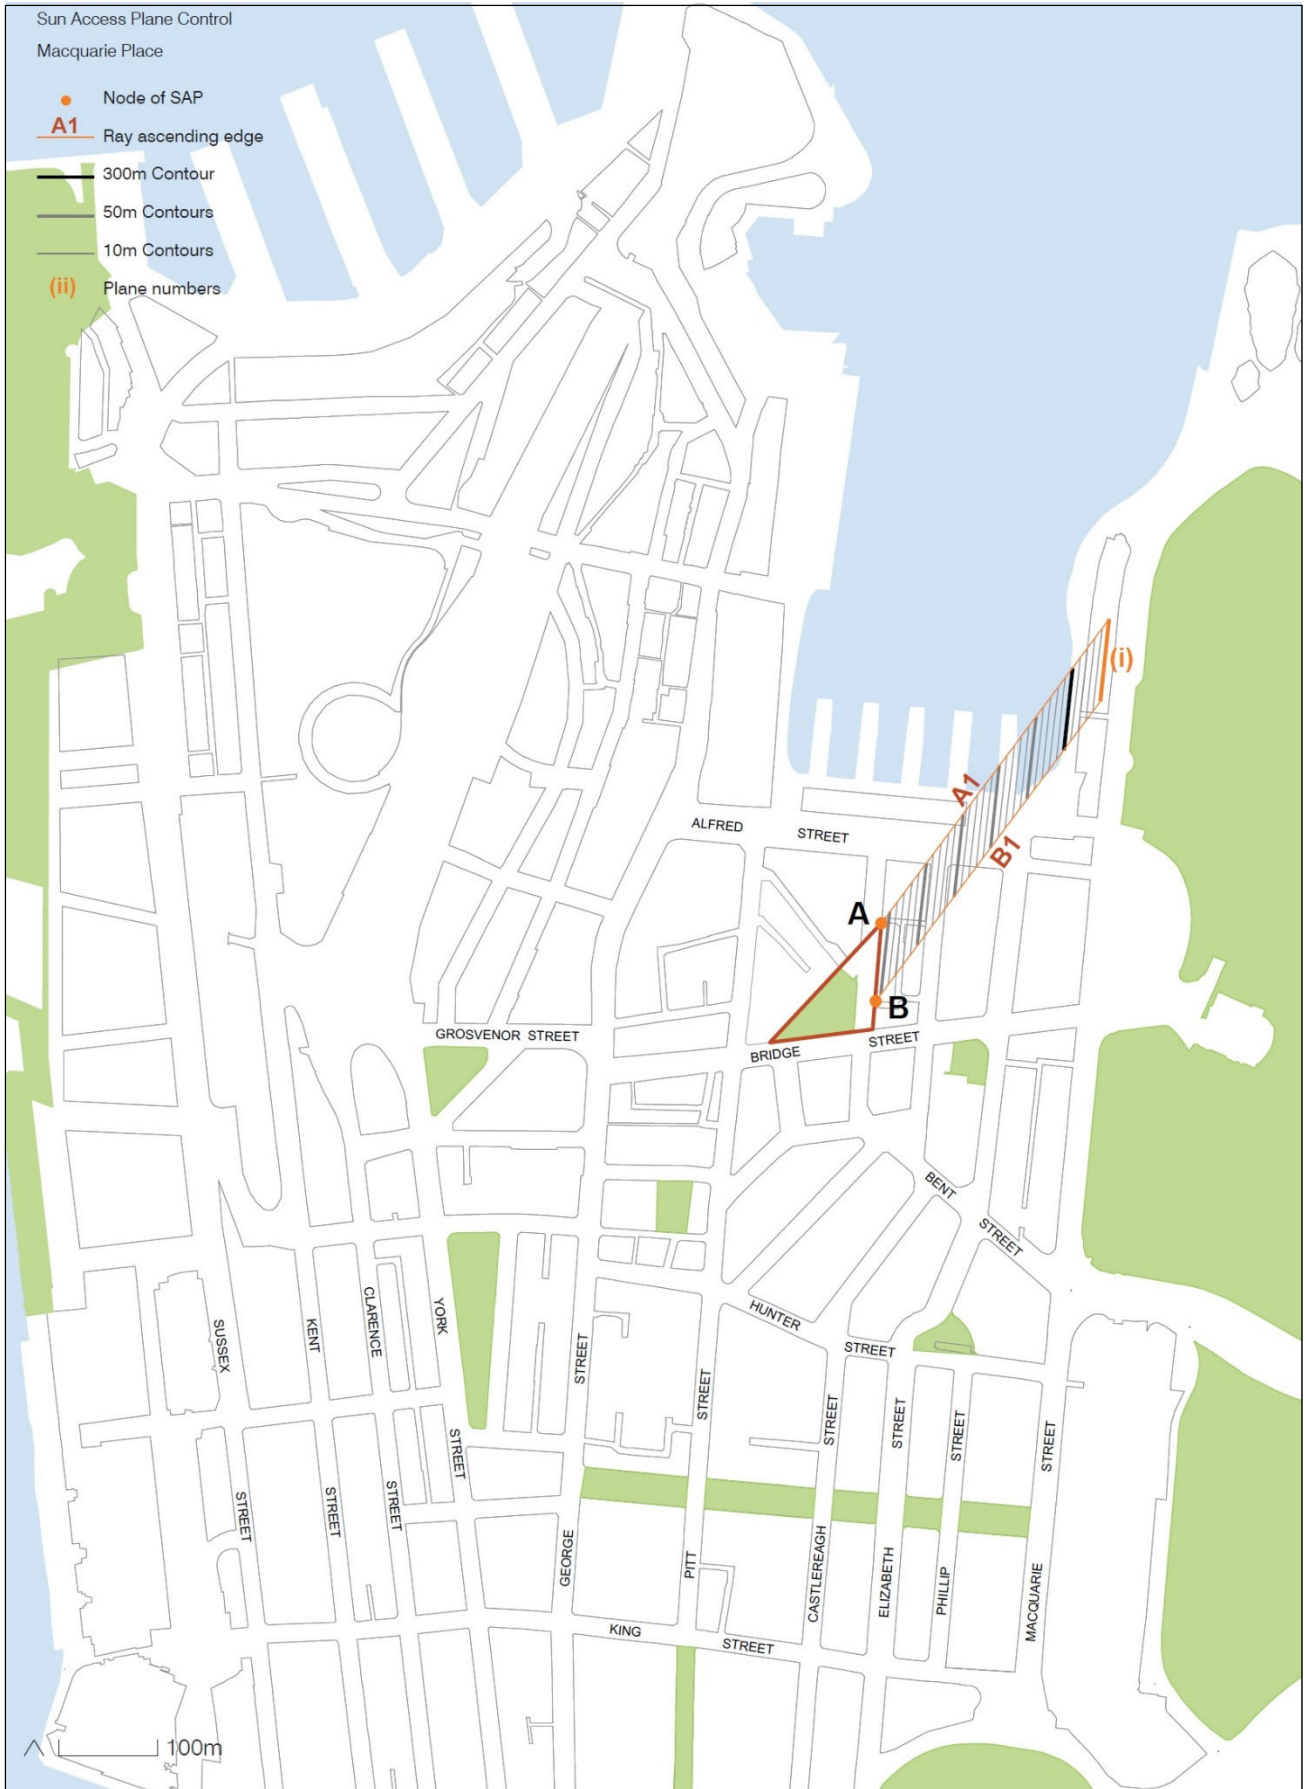 Sun Access Plane Control
Macquarie Place
Node of SAP
A1
Ray ascending edge
300m Contour
50m Contours
10m Contours
(ii)
Plane numbers
(i)
A1
B1
ALFRED STREET
A
B
GROSVENOR STREET
BRIDGE STREET
BENT STREET
HUNTER STREET
SUSSEX STREET
KENT STREET
CLARENCE STREET
YORK STREET
GEORGE STREET
PITT STREET
CASTLEREAGH STREET
ELIZABETH STREET
PHILLIP STREET
MACQUARIE STREET
KING STREET
100m